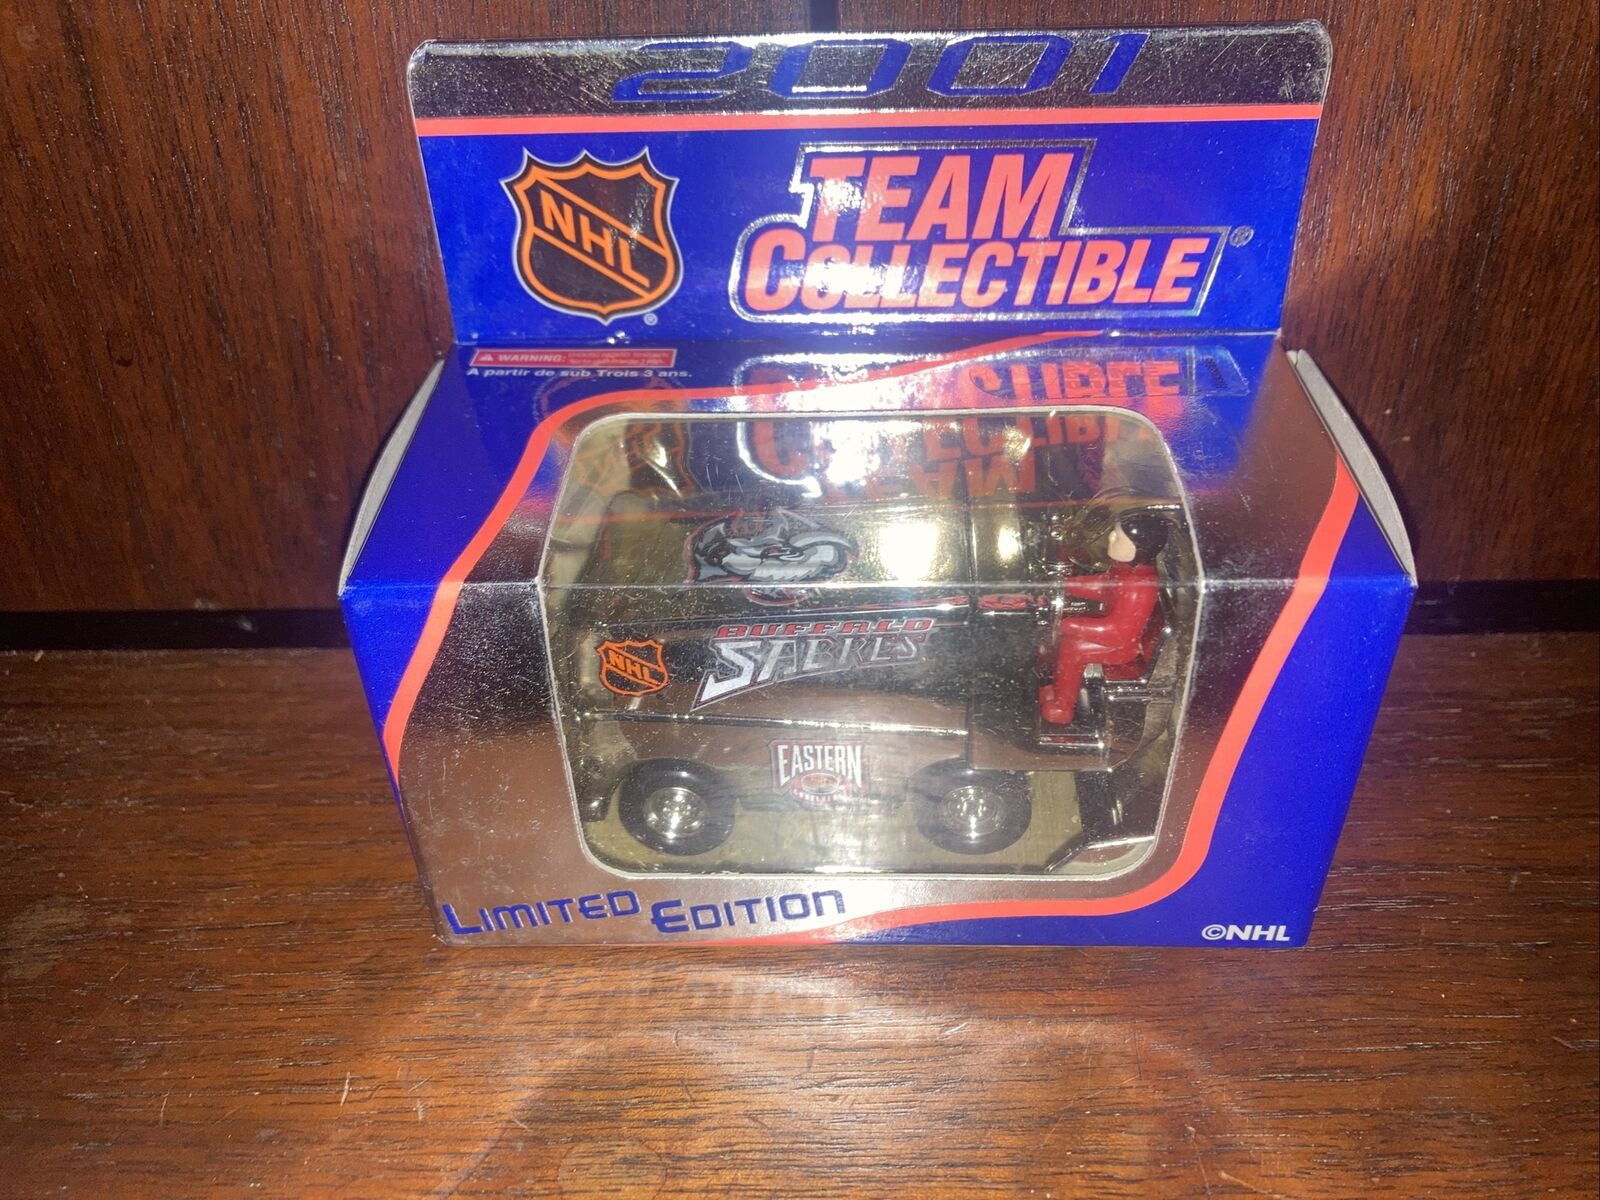 2001
NHL
®
TEAM
COLLECTIBLE®
WARNING:
A partir de sub Trois 3 ans.
BUFFALO
SABRES
NHL
EASTERN
LIMITED EDITION
©NHL